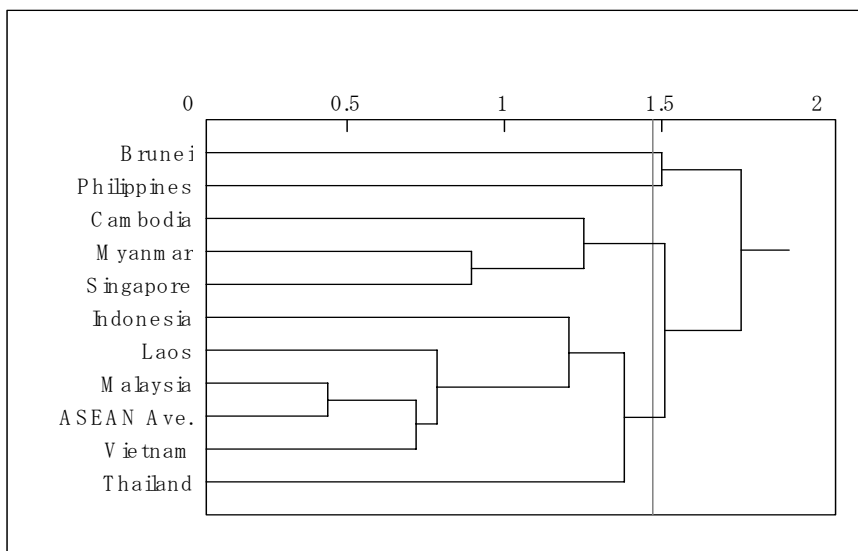 0 0.5 1 1.5 2
Brunei
Philippines
Cambodia
Myanmar
Singapore
Indonesia
Laos
Malaysia
ASEAN Ave.
Vietnam
Thailand